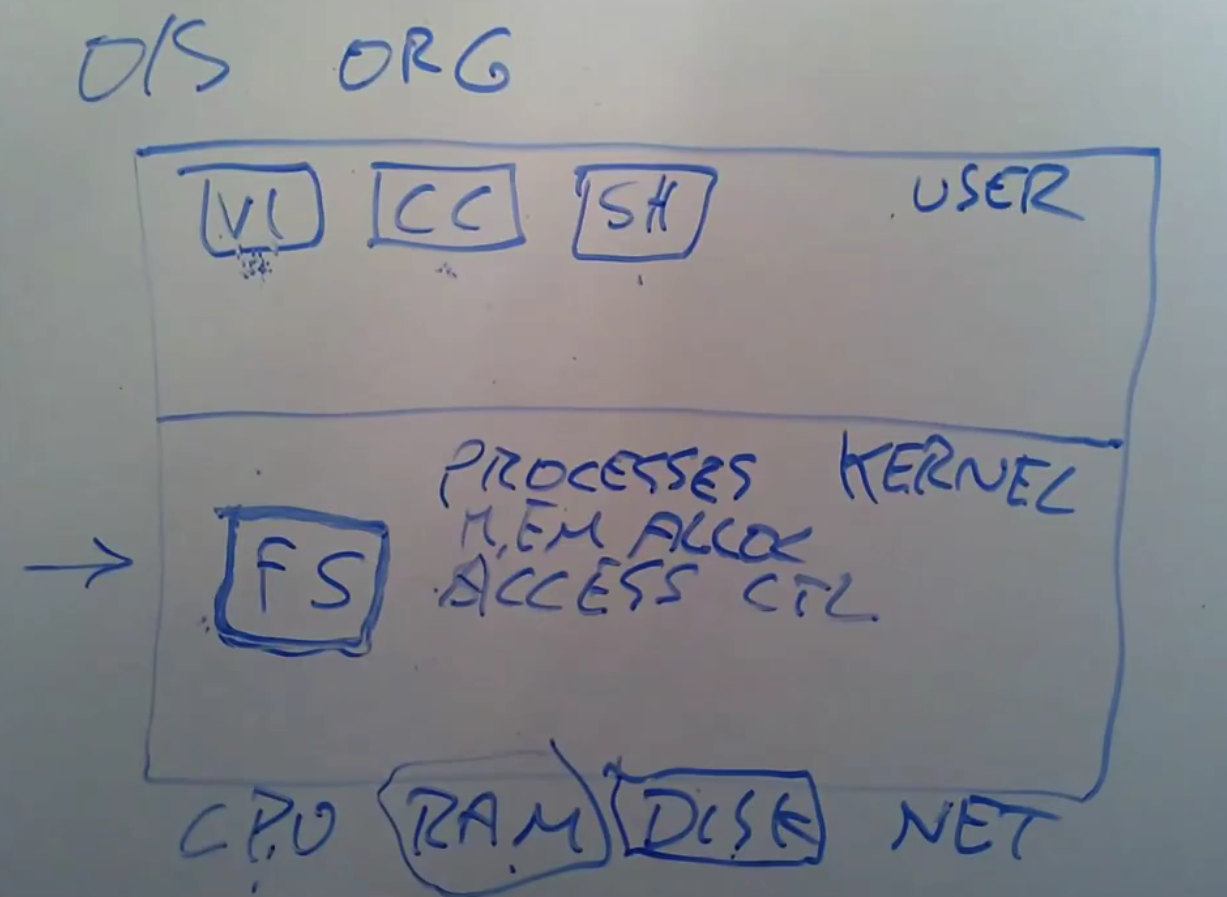 O/S ORG
VI CC SH USER
PROCESSES KERNEL
MEM ALLOC
FS ACCESS CTL
CPU RAM DISK NET